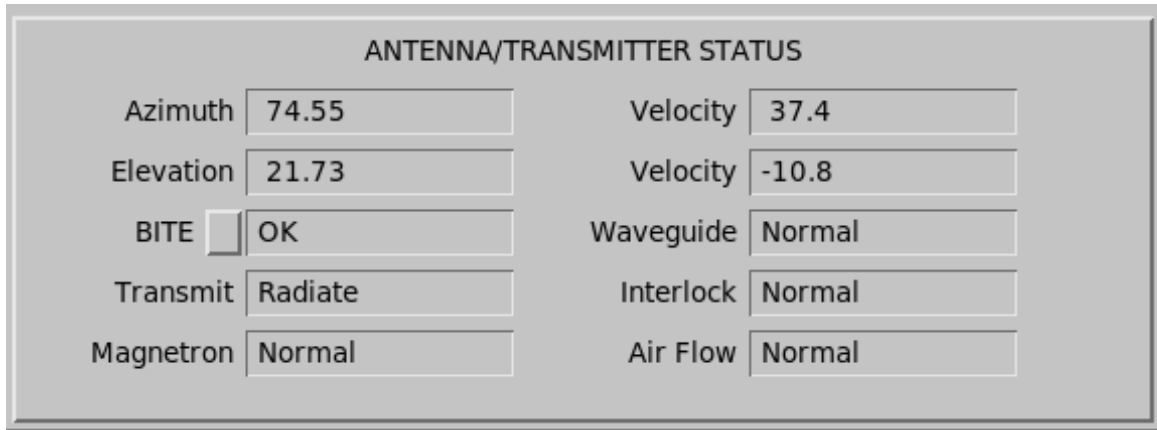 ANTENNA/TRANSMITTER STATUS
Azimuth 74.55 Velocity 37.4
Elevation 21.73 Velocity -10.8
BITE OK Waveguide Normal
Transmit Radiate Interlock Normal
Magnetron Normal Air Flow Normal